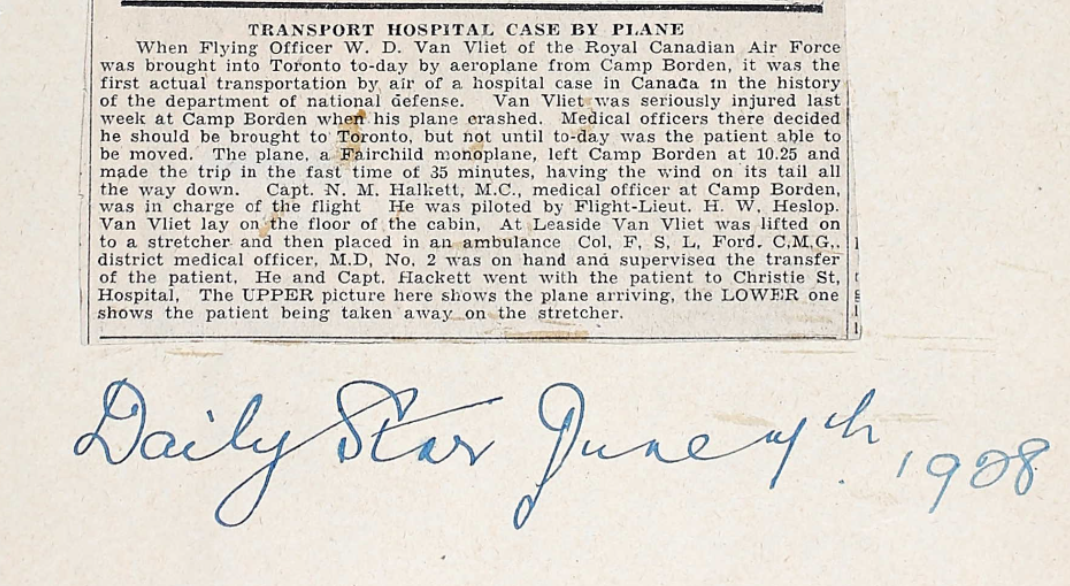 TRANSPORT HOSPITAL CASE BY PLANE
When Flying Officer W. D. Van Vliet of the Royal Canadian Air Force
was brought into Toronto to-day by aeroplane from Camp Borden, it was the
first actual transportation by air of a hospital case in Canada in the history
of the department of national defense. Van Vliet was seriously injured last
week at Camp Borden when his plane crashed. Medical officers there decided
he should be brought to Toronto, but not until to-day was the patient able to
be moved. The plane, a Fairchild monoplane, left Camp Borden at 10.25 and
made the trip in the fast time of 35 minutes, having the wind on its tail all
the way down. Capt. N. M. Halkett, M.C., medical officer at Camp Borden,
was in charge of the flight He was piloted by Flight-Lieut. H. W. Heslop.
Van Vliet lay on the floor of the cabin, At Leaside Van Vliet was lifted on
to a stretcher and then placed in an ambulance Col, F, S, L, Ford. C,M,G,.
district medical officer, M.D, No, 2 was on hand and supervised the transfer
of the patient, He and Capt. Hackett went with the patient to Christie St,
Hospital, The UPPER picture here shows the plane arriving, the LOWER one
shows the patient being taken away on the stretcher.
Daily Star June th 1928